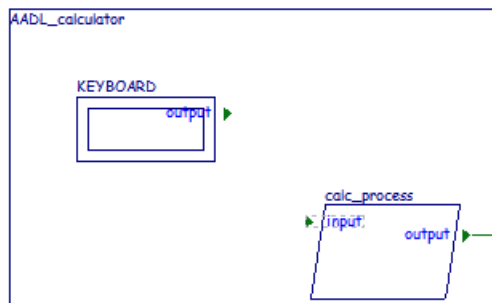 AADL_calculator
KEYBOARD
output
calc_process
input
output